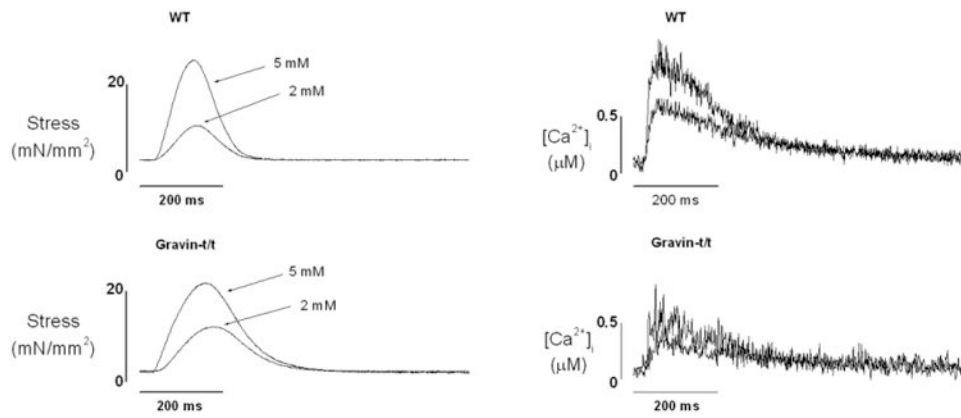 WT
20
5 mM
2 mM
Stress
(mN/mm²)
0
200 ms
WT
0.5
[Ca²⁺]ᵢ
(μM)
0
200 ms
Gravin-t/t
20
5 mM
2 mM
Stress
(mN/mm²)
0
200 ms
Gravin-t/t
0.5
[Ca²⁺]ᵢ
(μM)
0
200 ms